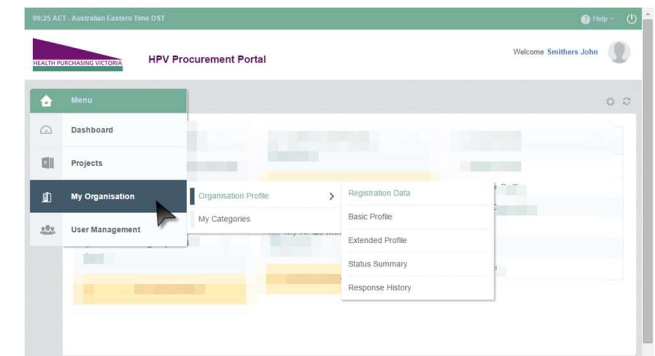 09:25 AET - Australian Eastern Time DST
Help
HEALTH PURCHASING VICTORIA
HPV Procurement Portal
Welcome Smithers John
Menu
Dashboard
Projects
My Organisation
User Management
Organisation Profile
My Categories
Registration Data
Basic Profile
Extended Profile
Status Summary
Response History